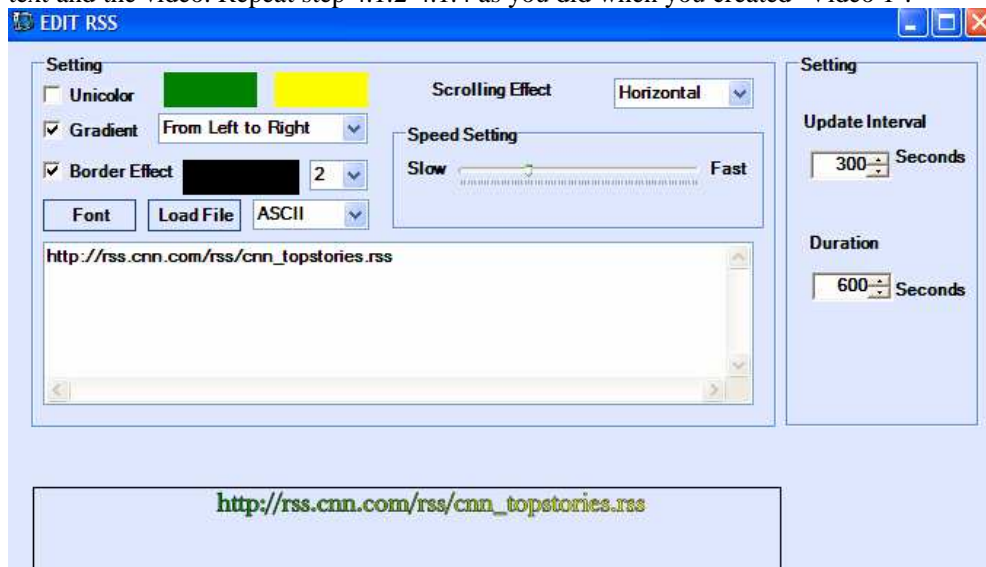 text and the video. Repeat step 4.1.2-4.1.4 as you did when you created "Video 1".
EDIT RSS
Setting
Unicolor
Scrolling Effect
Horizontal
Gradient
From Left to Right
Speed Setting
Border Effect
2
Slow
Fast
Font
Load File
ASCII
http://rss.cnn.com/rss/cnn_topstories.rss
Setting
Update Interval
300
Seconds
Duration
600
Seconds
http://rss.cnn.com/rss/cnn_topstories.rss